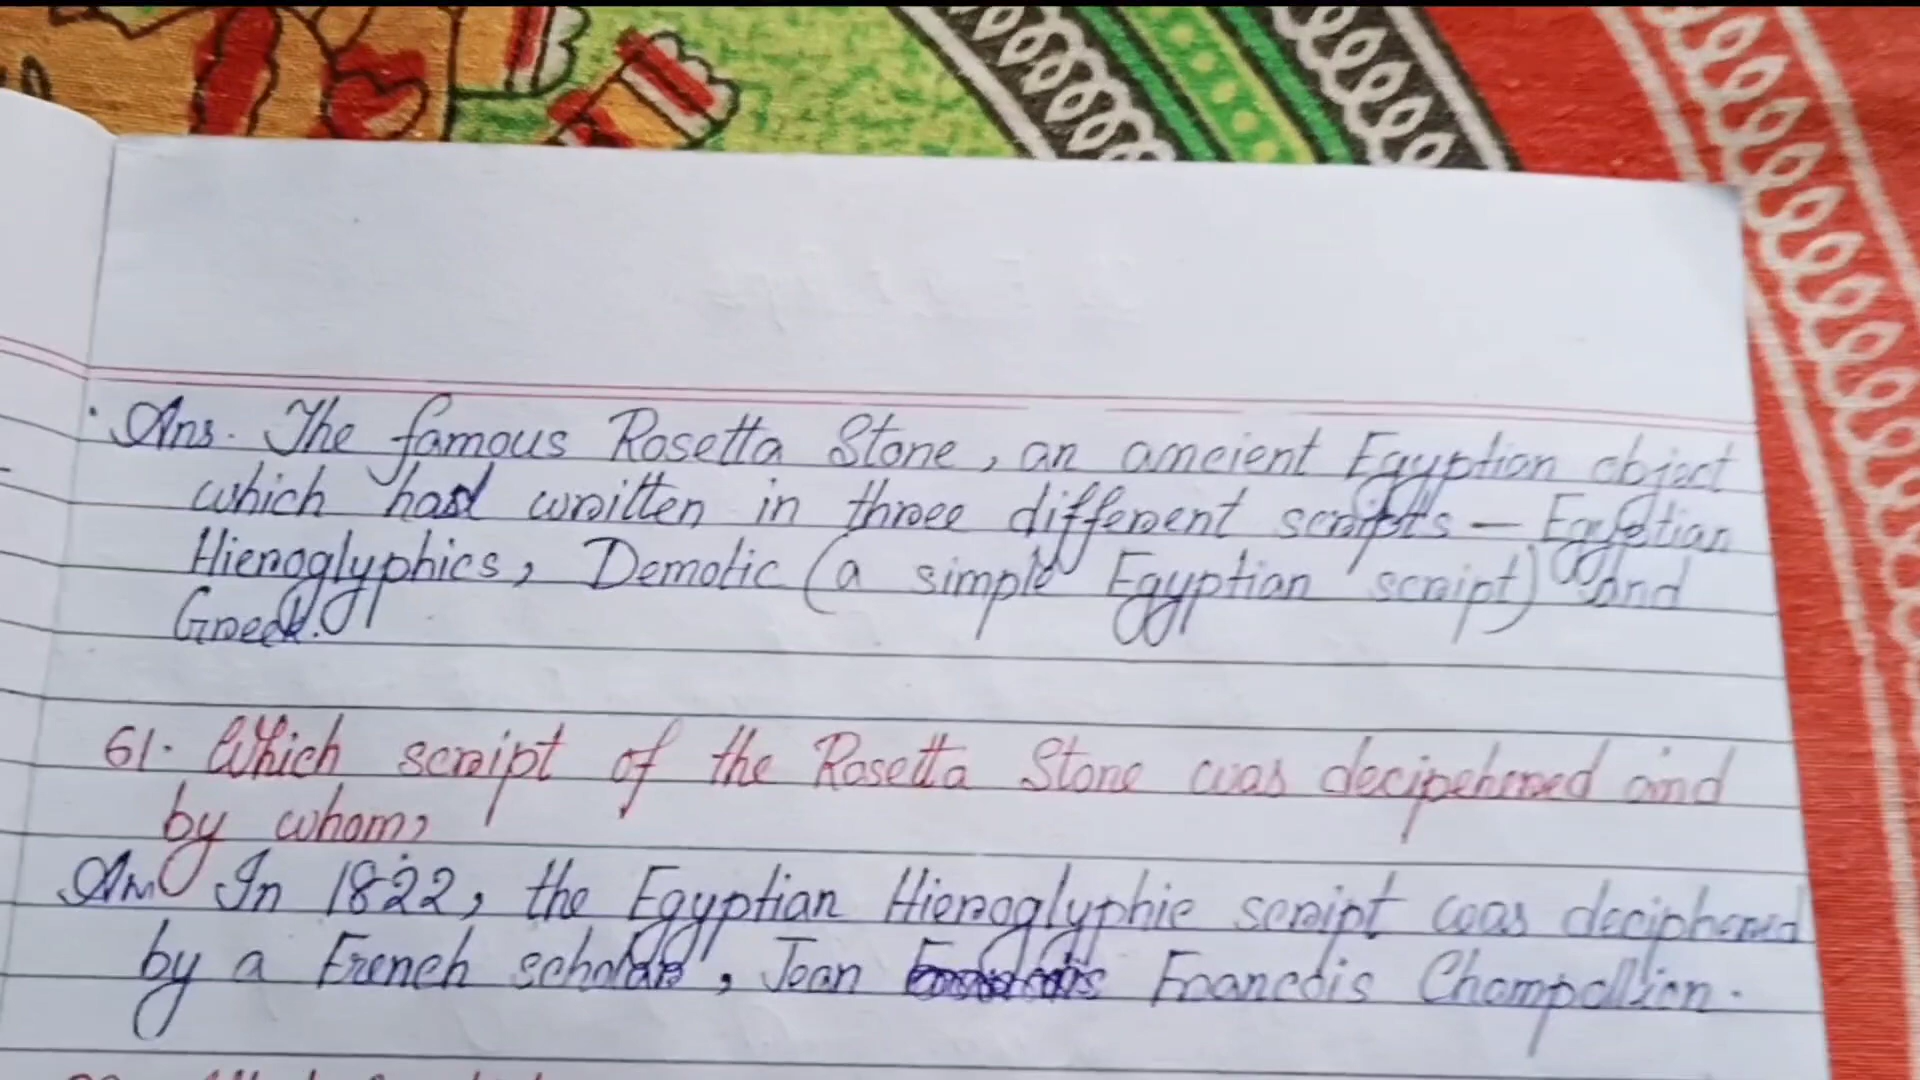 Ans. The famous Rosetta Stone, an ancient Egyptian object
which had written in three different scripts – Egyptian
Hieroglyphics, Demotic (a simple Egyptian script) and
Greek.
61. Which script of the Rosetta Stone was decipehered and
by whom?
Ans. In 1822, the Egyptian Hieroglyphic script was deciphered
by a French scholar, Jean Francois Champollion.